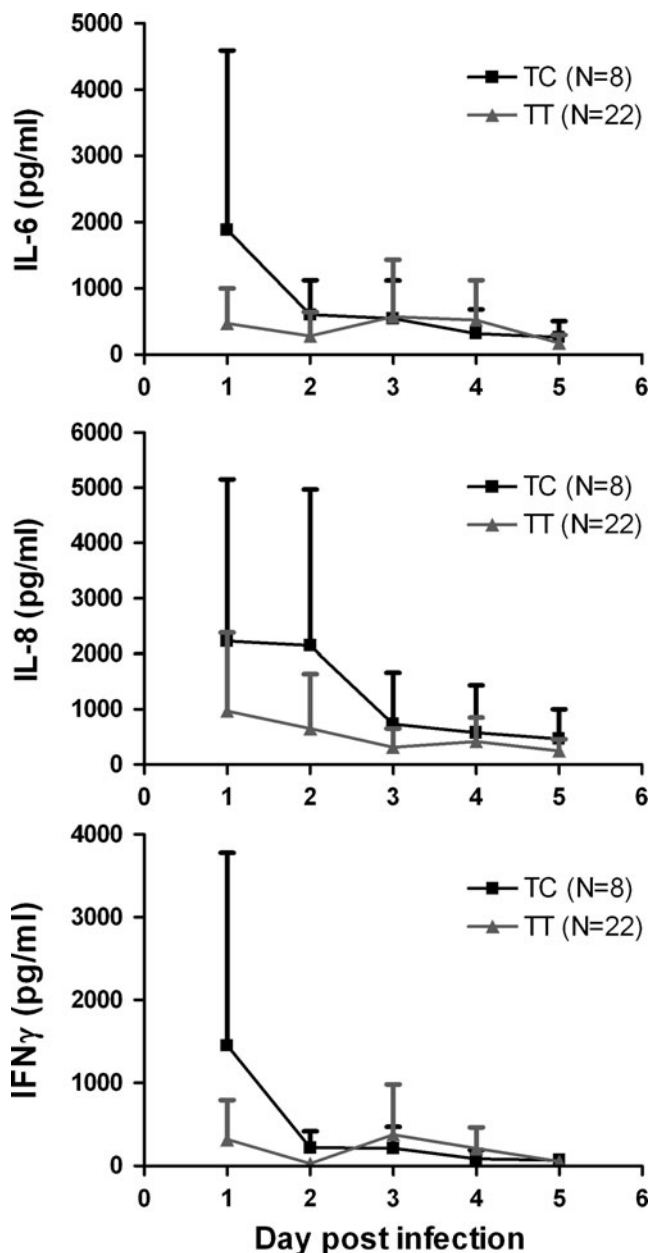 5000
4000
3000
2000
1000
0
IL-6 (pg/ml)
TC (N=8)
TT (N=22)
0 1 2 3 4 5 6
6000
5000
4000
3000
2000
1000
0
IL-8 (pg/ml)
TC (N=8)
TT (N=22)
0 1 2 3 4 5 6
4000
3000
2000
1000
0
IFNγ (pg/ml)
TC (N=8)
TT (N=22)
0 1 2 3 4 5 6
Day post infection